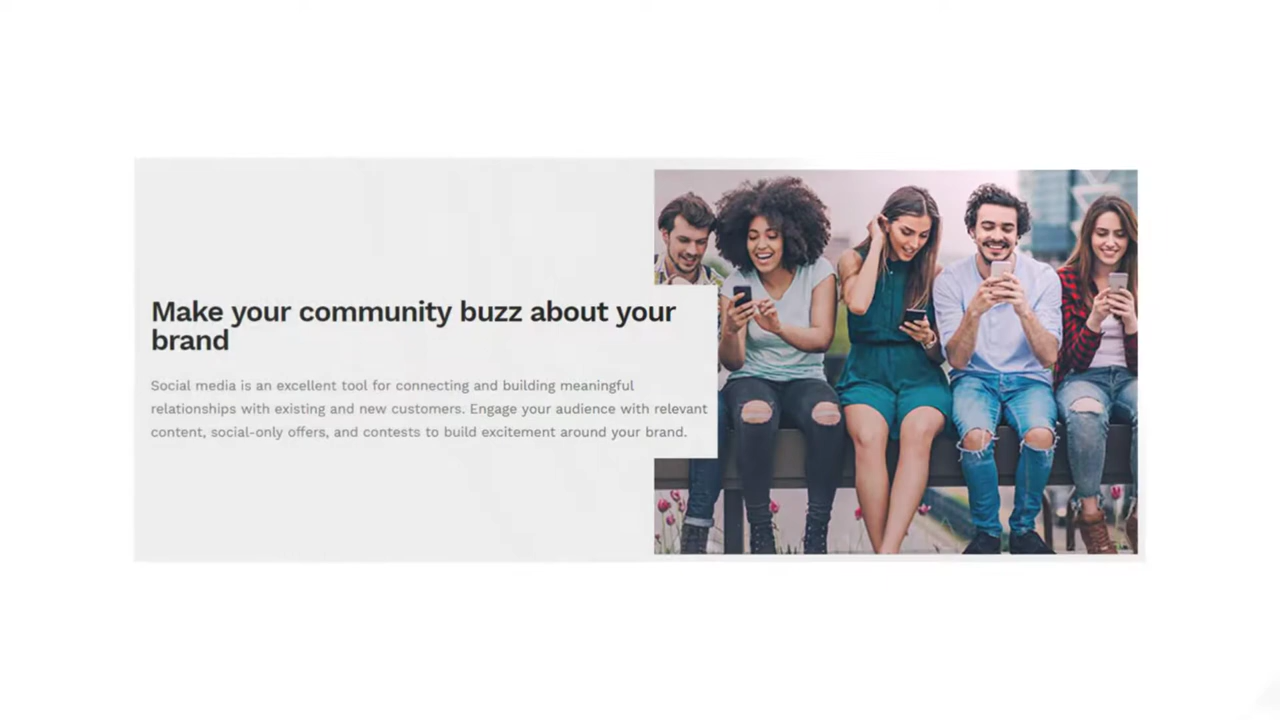 Make your community buzz about your
brand
Social media is an excellent tool for connecting and building meaningful
relationships with existing and new customers. Engage your audience with relevant
content, social-only offers, and contests to build excitement around your brand.